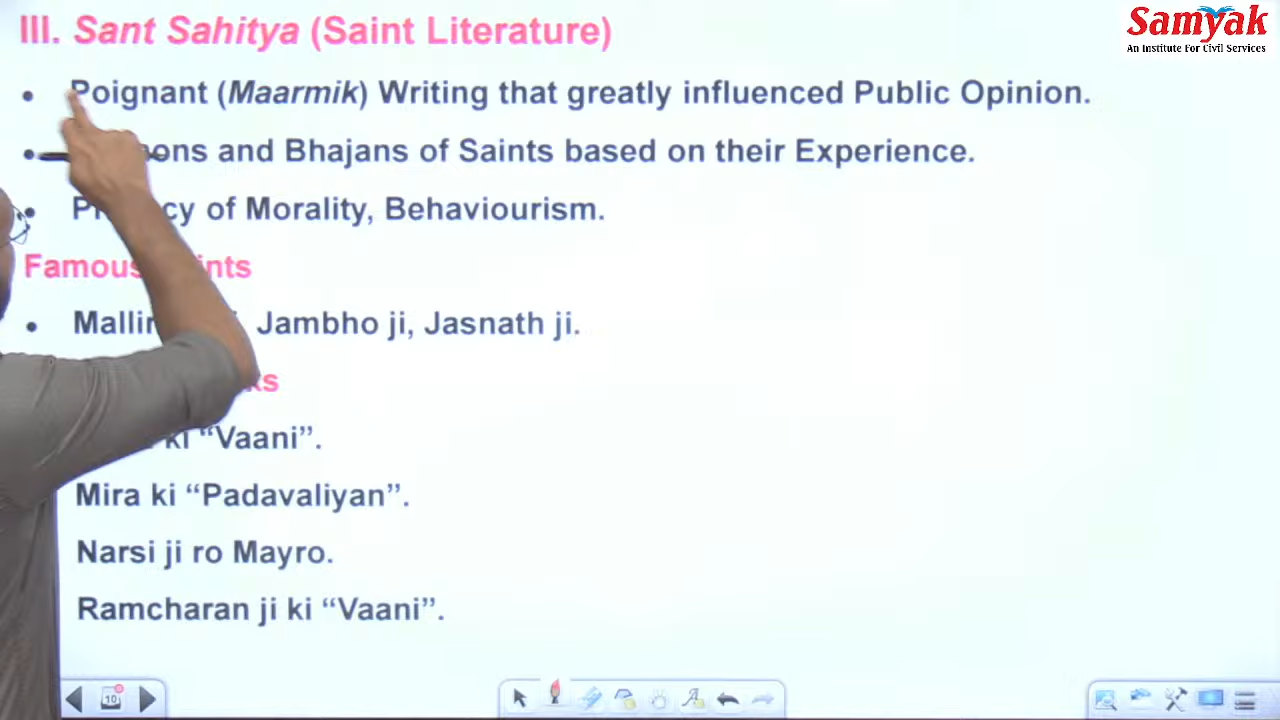 III. Sant Sahitya (Saint Literature)
Samyak
An Institute For Civil Services
• Poignant (Maarmik) Writing that greatly influenced Public Opinion.
• and Bhajans of Saints based on their Experience.
• of Morality, Behaviourism.
Famous
• Jambho ji, Jasnath ji.
ki “Vaani”.
Mira ki “Padavaliyan”.
Narsi ji ro Mayro.
Ramcharan ji ki “Vaani”.
10